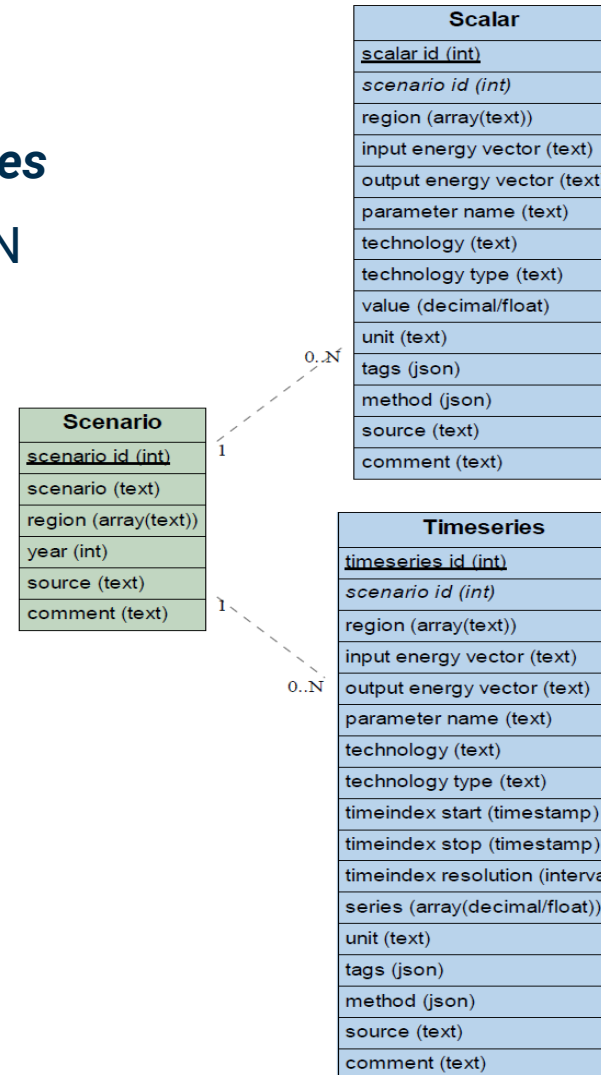 es
N
Scalar
scalar id (int)
scenario id (int)
region (array(text))
input energy vector (text)
output energy vector (text
parameter name (text)
technology (text)
technology type (text)
value (decimal/float)
unit (text)
tags (json)
method (json)
source (text)
comment (text)
0..N
1
Scenario
scenario id (int)
scenario (text)
region (array(text))
year (int)
source (text)
comment (text)
1
0..N
Timeseries
timeseries id (int)
scenario id (int)
region (array(text))
input energy vector (text)
output energy vector (text)
parameter name (text)
technology (text)
technology type (text)
timeindex start (timestamp)
timeindex stop (timestamp)
timeindex resolution (interva
series (array(decimal/float))
unit (text)
tags (json)
method (json)
source (text)
comment (text)